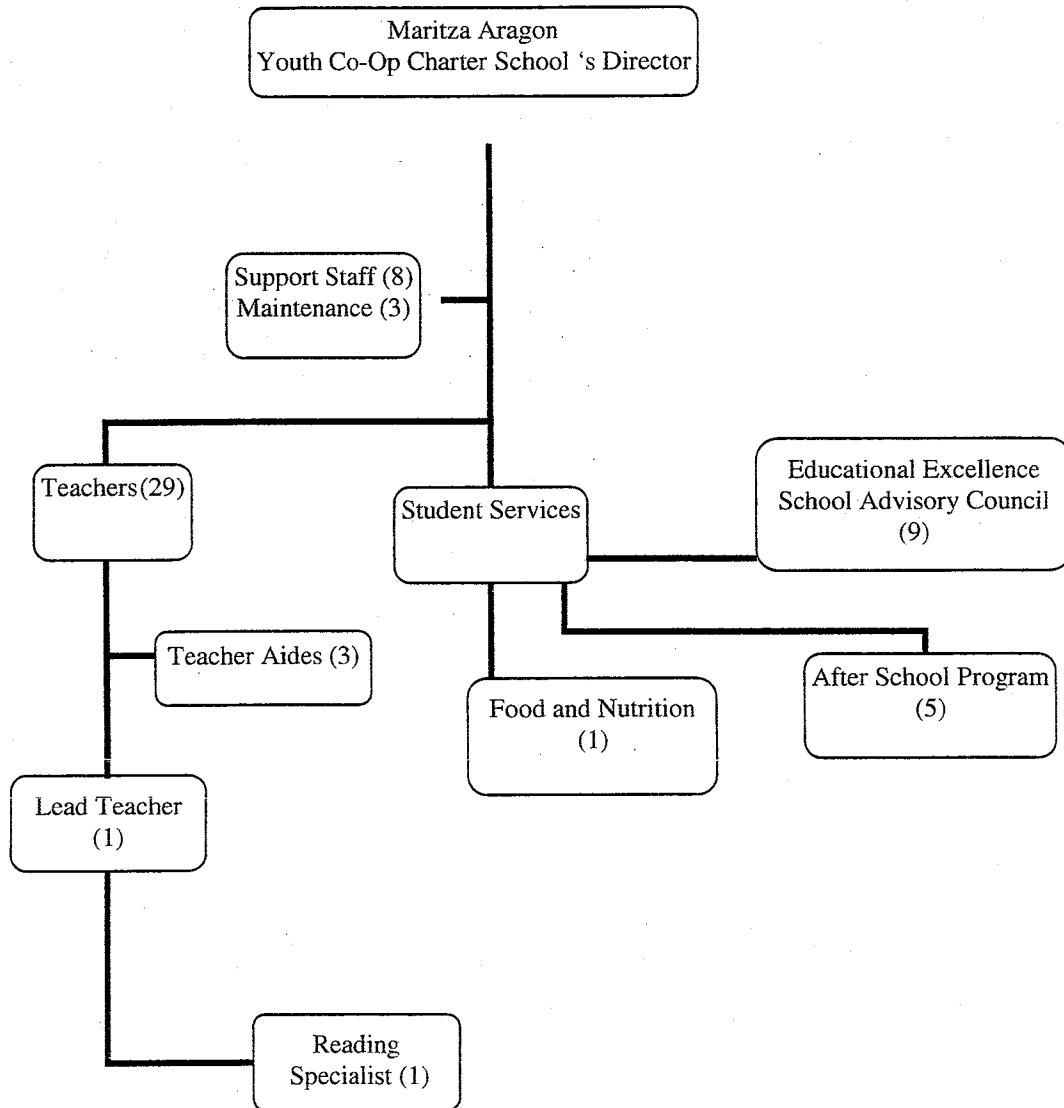 Maritza Aragon
Youth Co-Op Charter School ‘s Director
Support Staff (8)
Maintenance (3)
Teachers (29)
Student Services
Educational Excellence
School Advisory Council
(9)
Teacher Aides (3)
After School Program
(5)
Food and Nutrition
(1)
Lead Teacher
(1)
Reading
Specialist (1)